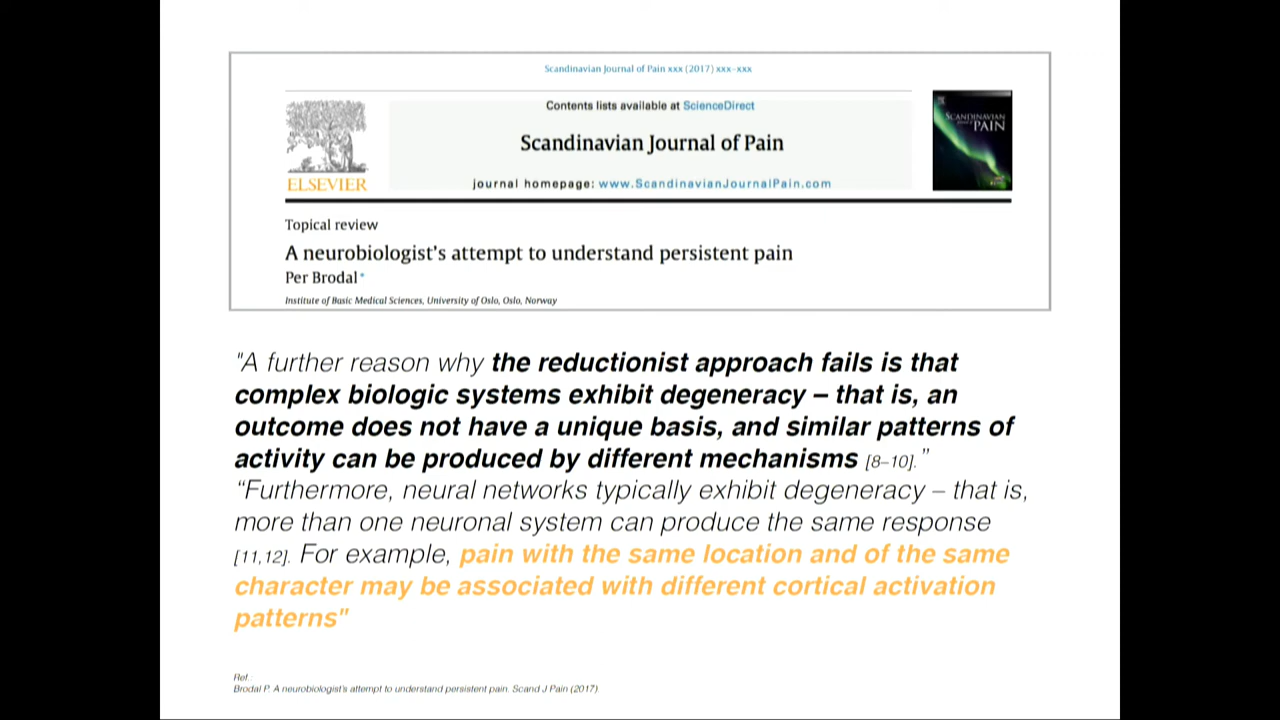 Scandinavian Journal of Pain xxx (2017) xxx–xxx
Contents lists available at ScienceDirect
Scandinavian Journal of Pain
journal homepage: www.ScandinavianJournalPain.com
ELSEVIER
SCANDINAVIAN
PAIN
Topical review
A neurobiologist's attempt to understand persistent pain
Per Brodal*
Institute of Basic Medical Sciences, University of Oslo, Oslo, Norway
"A further reason why the reductionist approach fails is that
complex biologic systems exhibit degeneracy – that is, an
outcome does not have a unique basis, and similar patterns of
activity can be produced by different mechanisms [8–10].”
“Furthermore, neural networks typically exhibit degeneracy – that is,
more than one neuronal system can produce the same response
[11,12]. For example, pain with the same location and of the same
character may be associated with different cortical activation
patterns"
Ref.:
Brodal P. A neurobiologist's attempt to understand persistent pain. Scand J Pain (2017).